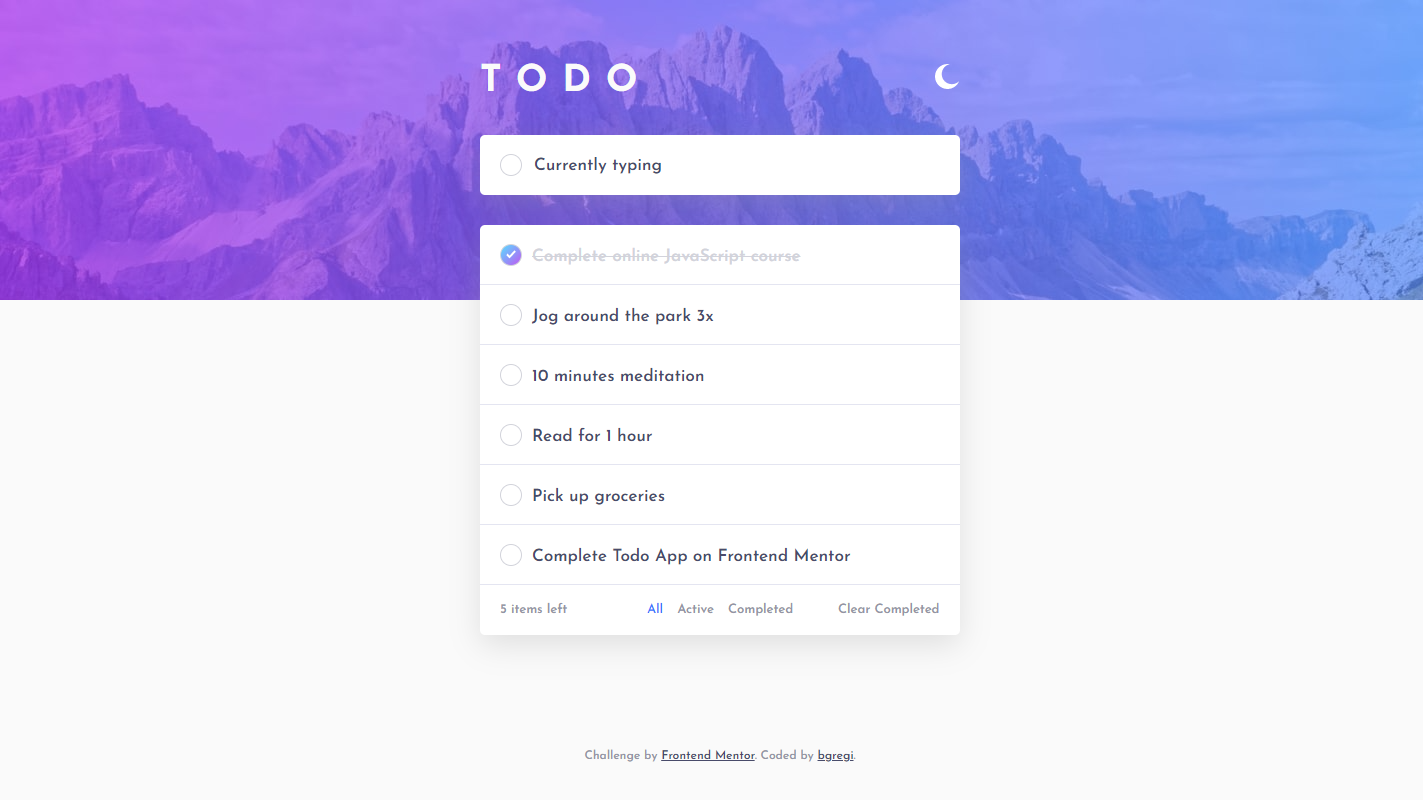 TODO
Currently typing
Complete online JavaScript course
Jog around the park 3x
10 minutes meditation
Read for 1 hour
Pick up groceries
Complete Todo App on Frontend Mentor
5 items left All Active Completed Clear Completed
Challenge by Frontend Mentor. Coded by bgregi.